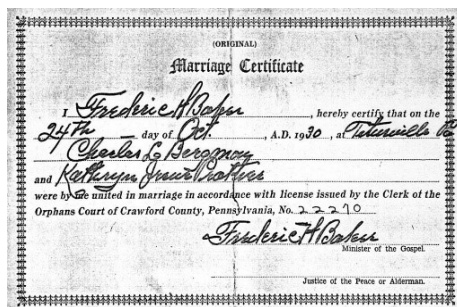 (ORIGINAL)
Marriage Certificate
I Frederic H Baker, hereby certify that on the
24th day of Oct., A.D. 1930, at Titusville Pa
Charles L Bergman
and Kathryn
were by me united in marriage in accordance with license issued by the Clerk of the
Orphans Court of Crawford County, Pennsylvania, No. 22270
Frederic H Baker
Minister of the Gospel.
Justice of the Peace or Alderman.